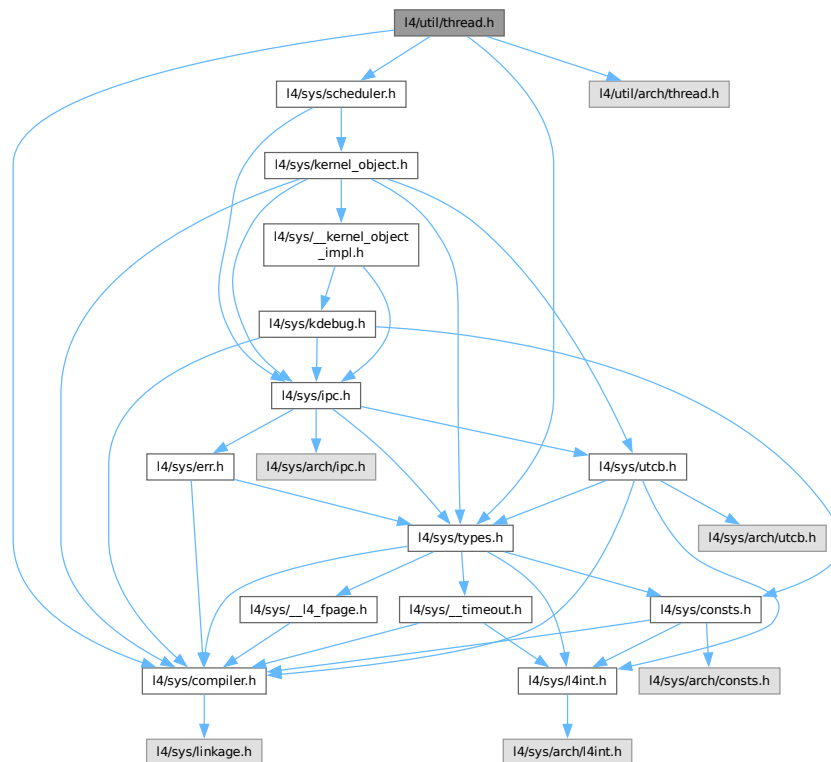 l4/util/thread.h
l4/sys/scheduler.h
l4/util/arch/thread.h
l4/sys/kernel_object.h
l4/sys/__kernel_object
_impl.h
l4/sys/kdebug.h
l4/sys/ipc.h
l4/sys/err.h
l4/sys/arch/ipc.h
l4/sys/utcb.h
l4/sys/types.h
l4/sys/arch/utcb.h
l4/sys/__l4_fpage.h
l4/sys/__timeout.h
l4/sys/consts.h
l4/sys/compiler.h
l4/sys/l4int.h
l4/sys/arch/consts.h
l4/sys/linkage.h
l4/sys/arch/l4int.h